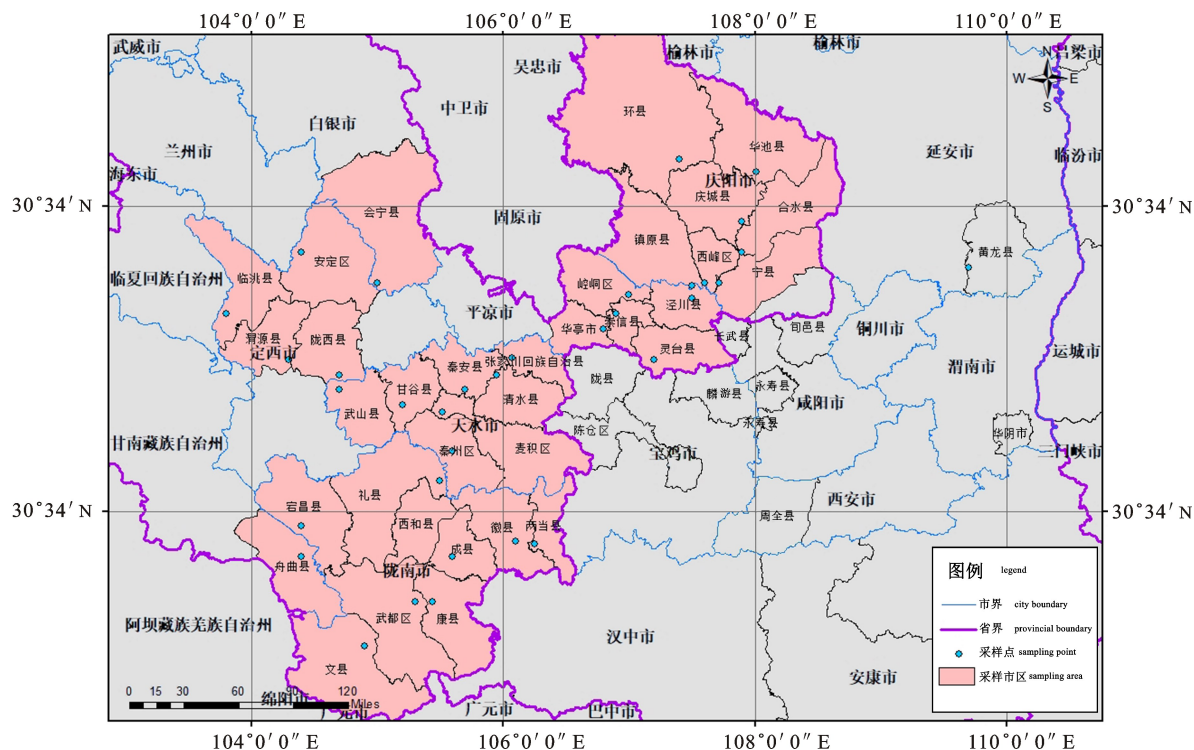 104°0′0″E 106°0′0″E 108°0′0″E 110°0′0″E
武威市
榆林市
榆林市
吕梁市
N
W E
S
吴忠市
中卫市
白银市
环县
兰州市
华池县
延安市
临汾市
海东市
庆阳市
庆城县
30°34′N
30°34′N
会宁县
合水县
固原市
镇原县
黄龙县
安定区
西峰区
宁县
临洮县
临夏回族自治州
崆峒区
泾川县
平凉市
崇信县
华亭市
铜川市
旬邑县
长武县
渭源县
陇西县
定西市
灵台县
运城市
秦安县
张家川回族自治县
渭南市
陇县
甘谷县
麟游县
永寿县
咸阳市
武山县
清水县
永寿县
天水市
陈仓区
华阴市
甘南藏族自治州
秦州区
麦积区
宝鸡市
三门峡市
礼县
西安市
宕昌县
30°34′N
30°34′N
西和县
徽县
两当县
周全县
成县
舟曲县
陇南市
图例 legend
市界 city boundary
省界 provincial boundary
采样点 sampling point
采样市区 sampling area
阿坝藏族羌族自治州
武都区
康县
汉中市
文县
安康市
0 15 30 60 90 120
Miles
绵阳市
广元市
巴中市
元市
104°0′0″E 106°0′0″E 108°0′0″E 110°0′0″E